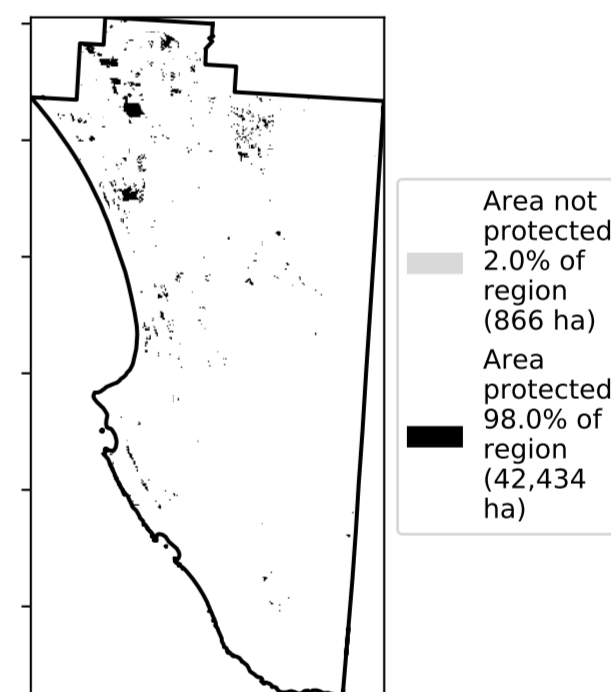 Area not
protected
2.0% of
region
(866 ha)
Area
protected
98.0% of
region
(42,434
ha)